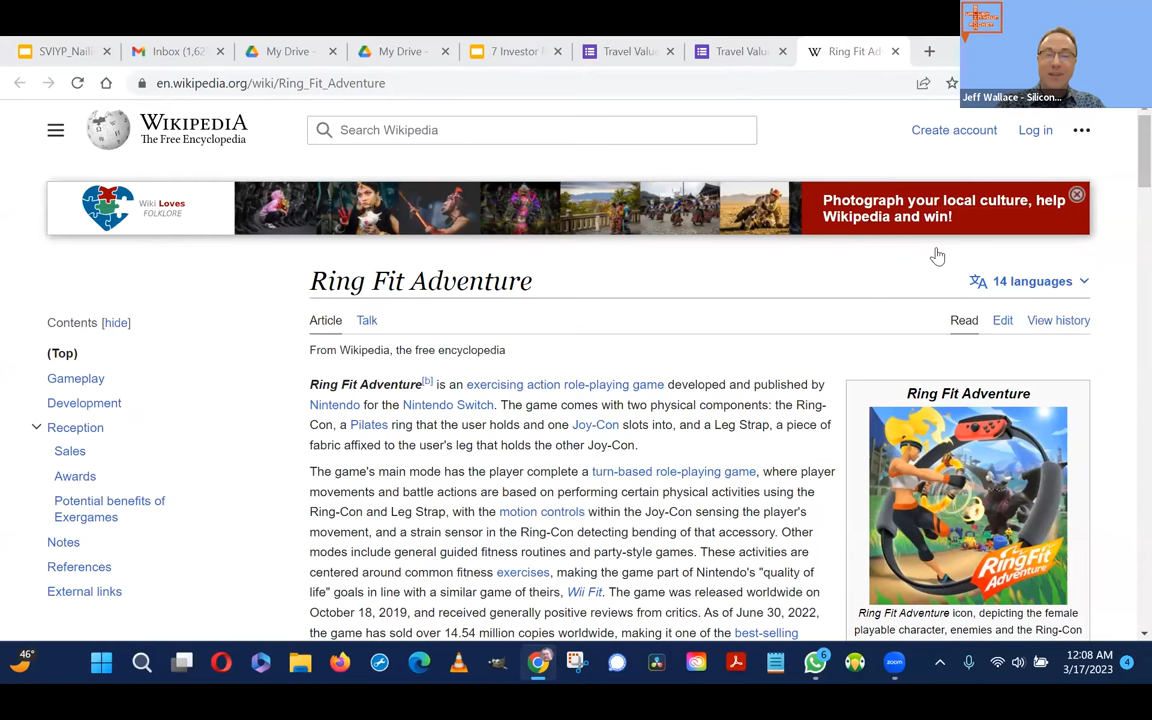 SVIYP_Naili
Inbox (1,62
My Drive -
My Drive -
7 Investor
Travel Value
Travel Value
Ring Fit Ad
en.wikipedia.org/wiki/Ring_Fit_Adventure
Jeff Wallace - Silicon...
WIKIPEDIA
The Free Encyclopedia
Search Wikipedia
Create account
Log in
Wiki Loves
FOLKLORE
Photograph your local culture, help
Wikipedia and win!
Ring Fit Adventure
14 languages
Contents [hide]
(Top)
Gameplay
Development
Reception
Sales
Awards
Potential benefits of
Exergames
Notes
References
External links
Article
Talk
Read
Edit
View history
From Wikipedia, the free encyclopedia
Ring Fit Adventure[b] is an exercising action role-playing game developed and published by
Nintendo for the Nintendo Switch. The game comes with two physical components: the Ring-
Con, a Pilates ring that the user holds and one Joy-Con slots into, and a Leg Strap, a piece of
fabric affixed to the user's leg that holds the other Joy-Con.
The game's main mode has the player complete a turn-based role-playing game, where player
movements and battle actions are based on performing certain physical activities using the
Ring-Con and Leg Strap, with the motion controls within the Joy-Con sensing the player's
movement, and a strain sensor in the Ring-Con detecting bending of that accessory. Other
modes include general guided fitness routines and party-style games. These activities are
centered around common fitness exercises, making the game part of Nintendo's "quality of
life" goals in line with a similar game of theirs, Wii Fit. The game was released worldwide on
October 18, 2019, and received generally positive reviews from critics. As of June 30, 2022,
the game has sold over 14.54 million copies worldwide, making it one of the best-selling
Ring Fit Adventure
RingFit
Adventure
Ring Fit Adventure icon, depicting the female
playable character, enemies and the Ring-Con
46°
6
zoom
12:08 AM
3/17/2023
4